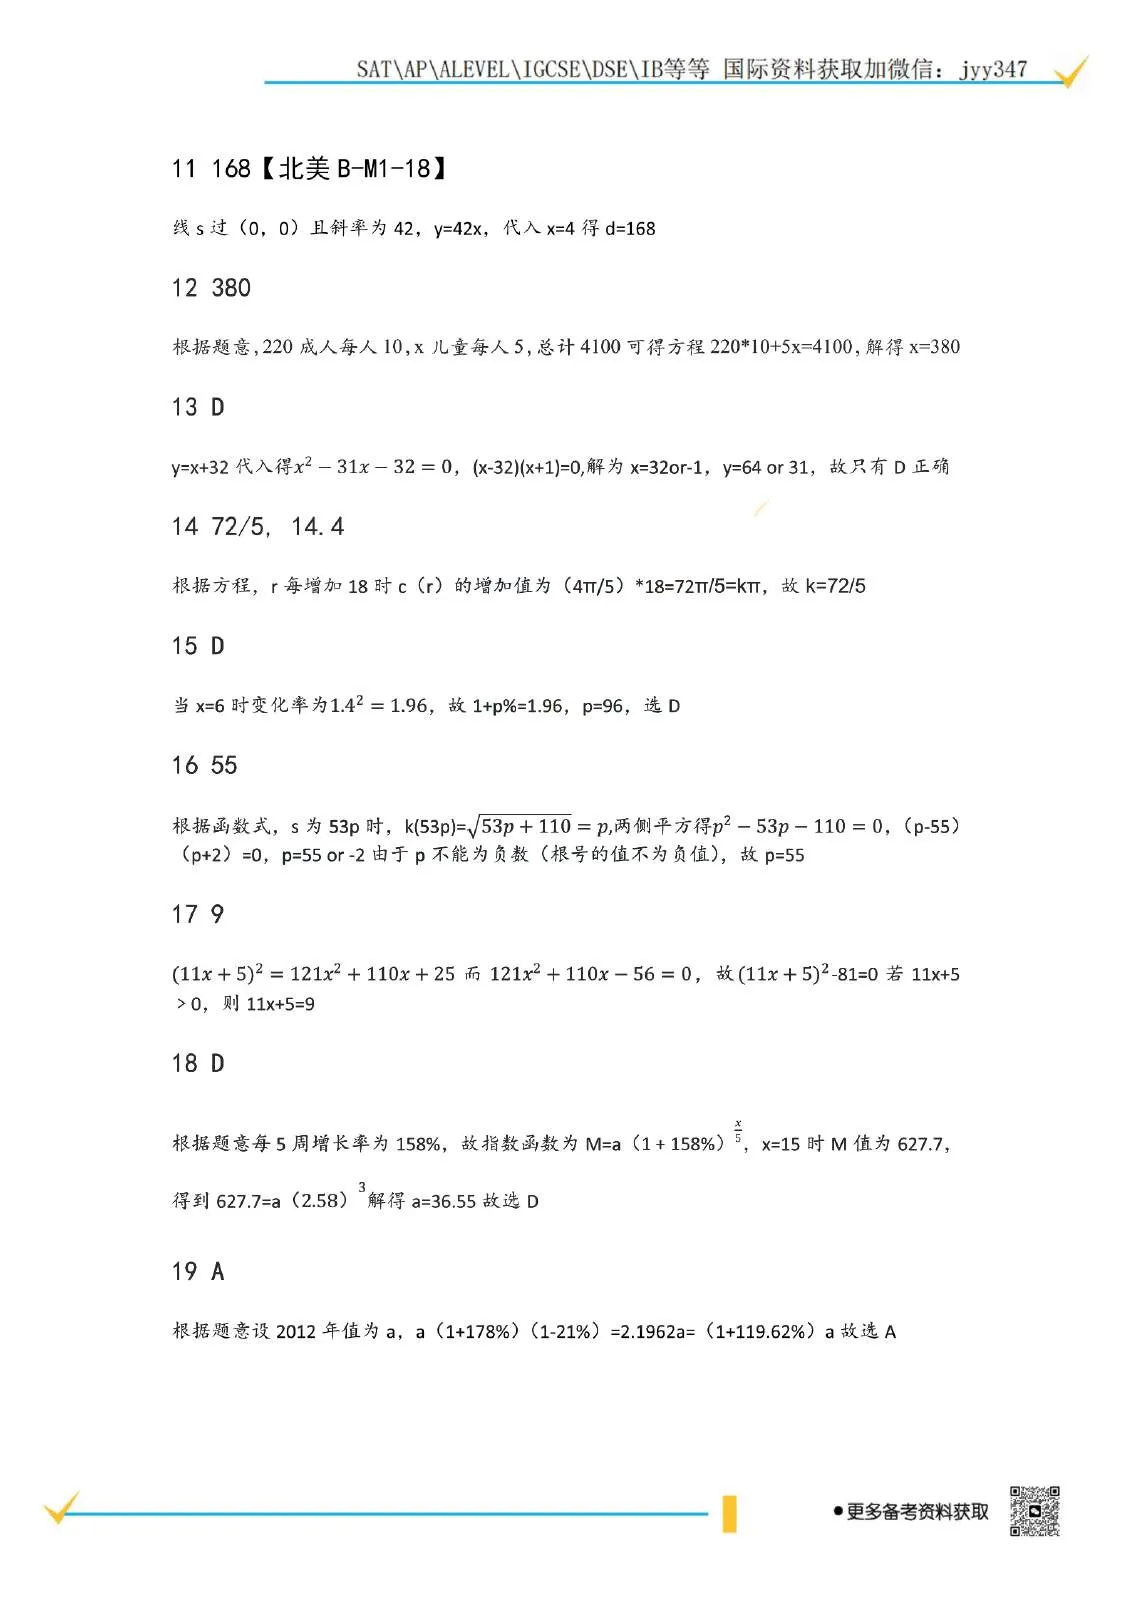 SAT\AP\ALEVEL\IGCSE\DSE\IB等等 国际资料获取加微信：jyy347
11 168【北美 B-M1-18】
线 s 过（0，0）且斜率为 42，y=42x，代入 x=4 得 d=168
12 380
根据题意,220 成人每人 10,x 儿童每人 5,总计 4100 可得方程 220*10+5x=4100,解得 x=380
13 D
y=x+32 代入得x² − 31x − 32 = 0，(x-32)(x+1)=0,解为 x=32or-1，y=64 or 31，故只有 D 正确
14 72/5, 14.4
根据方程，r 每增加 18 时 c（r）的增加值为（4π/5）*18=72π/5=kπ，故 k=72/5
15 D
当 x=6 时变化率为1.4² = 1.96，故 1+p%=1.96，p=96，选 D
16 55
根据函数式，s 为 53p 时，k(53p)=√(53p + 110) = p,两侧平方得p² − 53p − 110 = 0，（p-55）
（p+2）=0，p=55 or -2 由于 p 不能为负数（根号的值不为负值），故 p=55
17 9
(11x + 5)² = 121x² + 110x + 25 而 121x² + 110x − 56 = 0，故(11x + 5)²-81=0 若 11x+5
＞0，则 11x+5=9
18 D
根据题意每 5 周增长率为 158%，故指数函数为 M=a（1 + 158%）^(x/5)，x=15 时 M 值为 627.7，
得到 627.7=a（2.58）³解得 a=36.55 故选 D
19 A
根据题意设 2012 年值为 a，a（1+178%）（1-21%）=2.1962a=（1+119.62%）a 故选 A
●更多备考资料获取